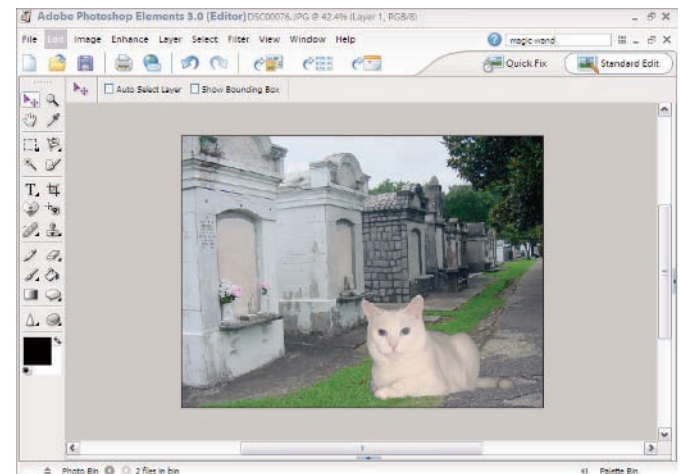 Adobe Photoshop Elements 3.0 (Editor) DSC00076.JPG @ 42.4% (Layer 1, RGB/8)
File Edit Image Enhance Layer Select Filter View Window Help magic wand
Quick Fix Standard Edit
Auto Select Layer Show Bounding Box
T
Photo Bin 2 files in bin Palette Bin